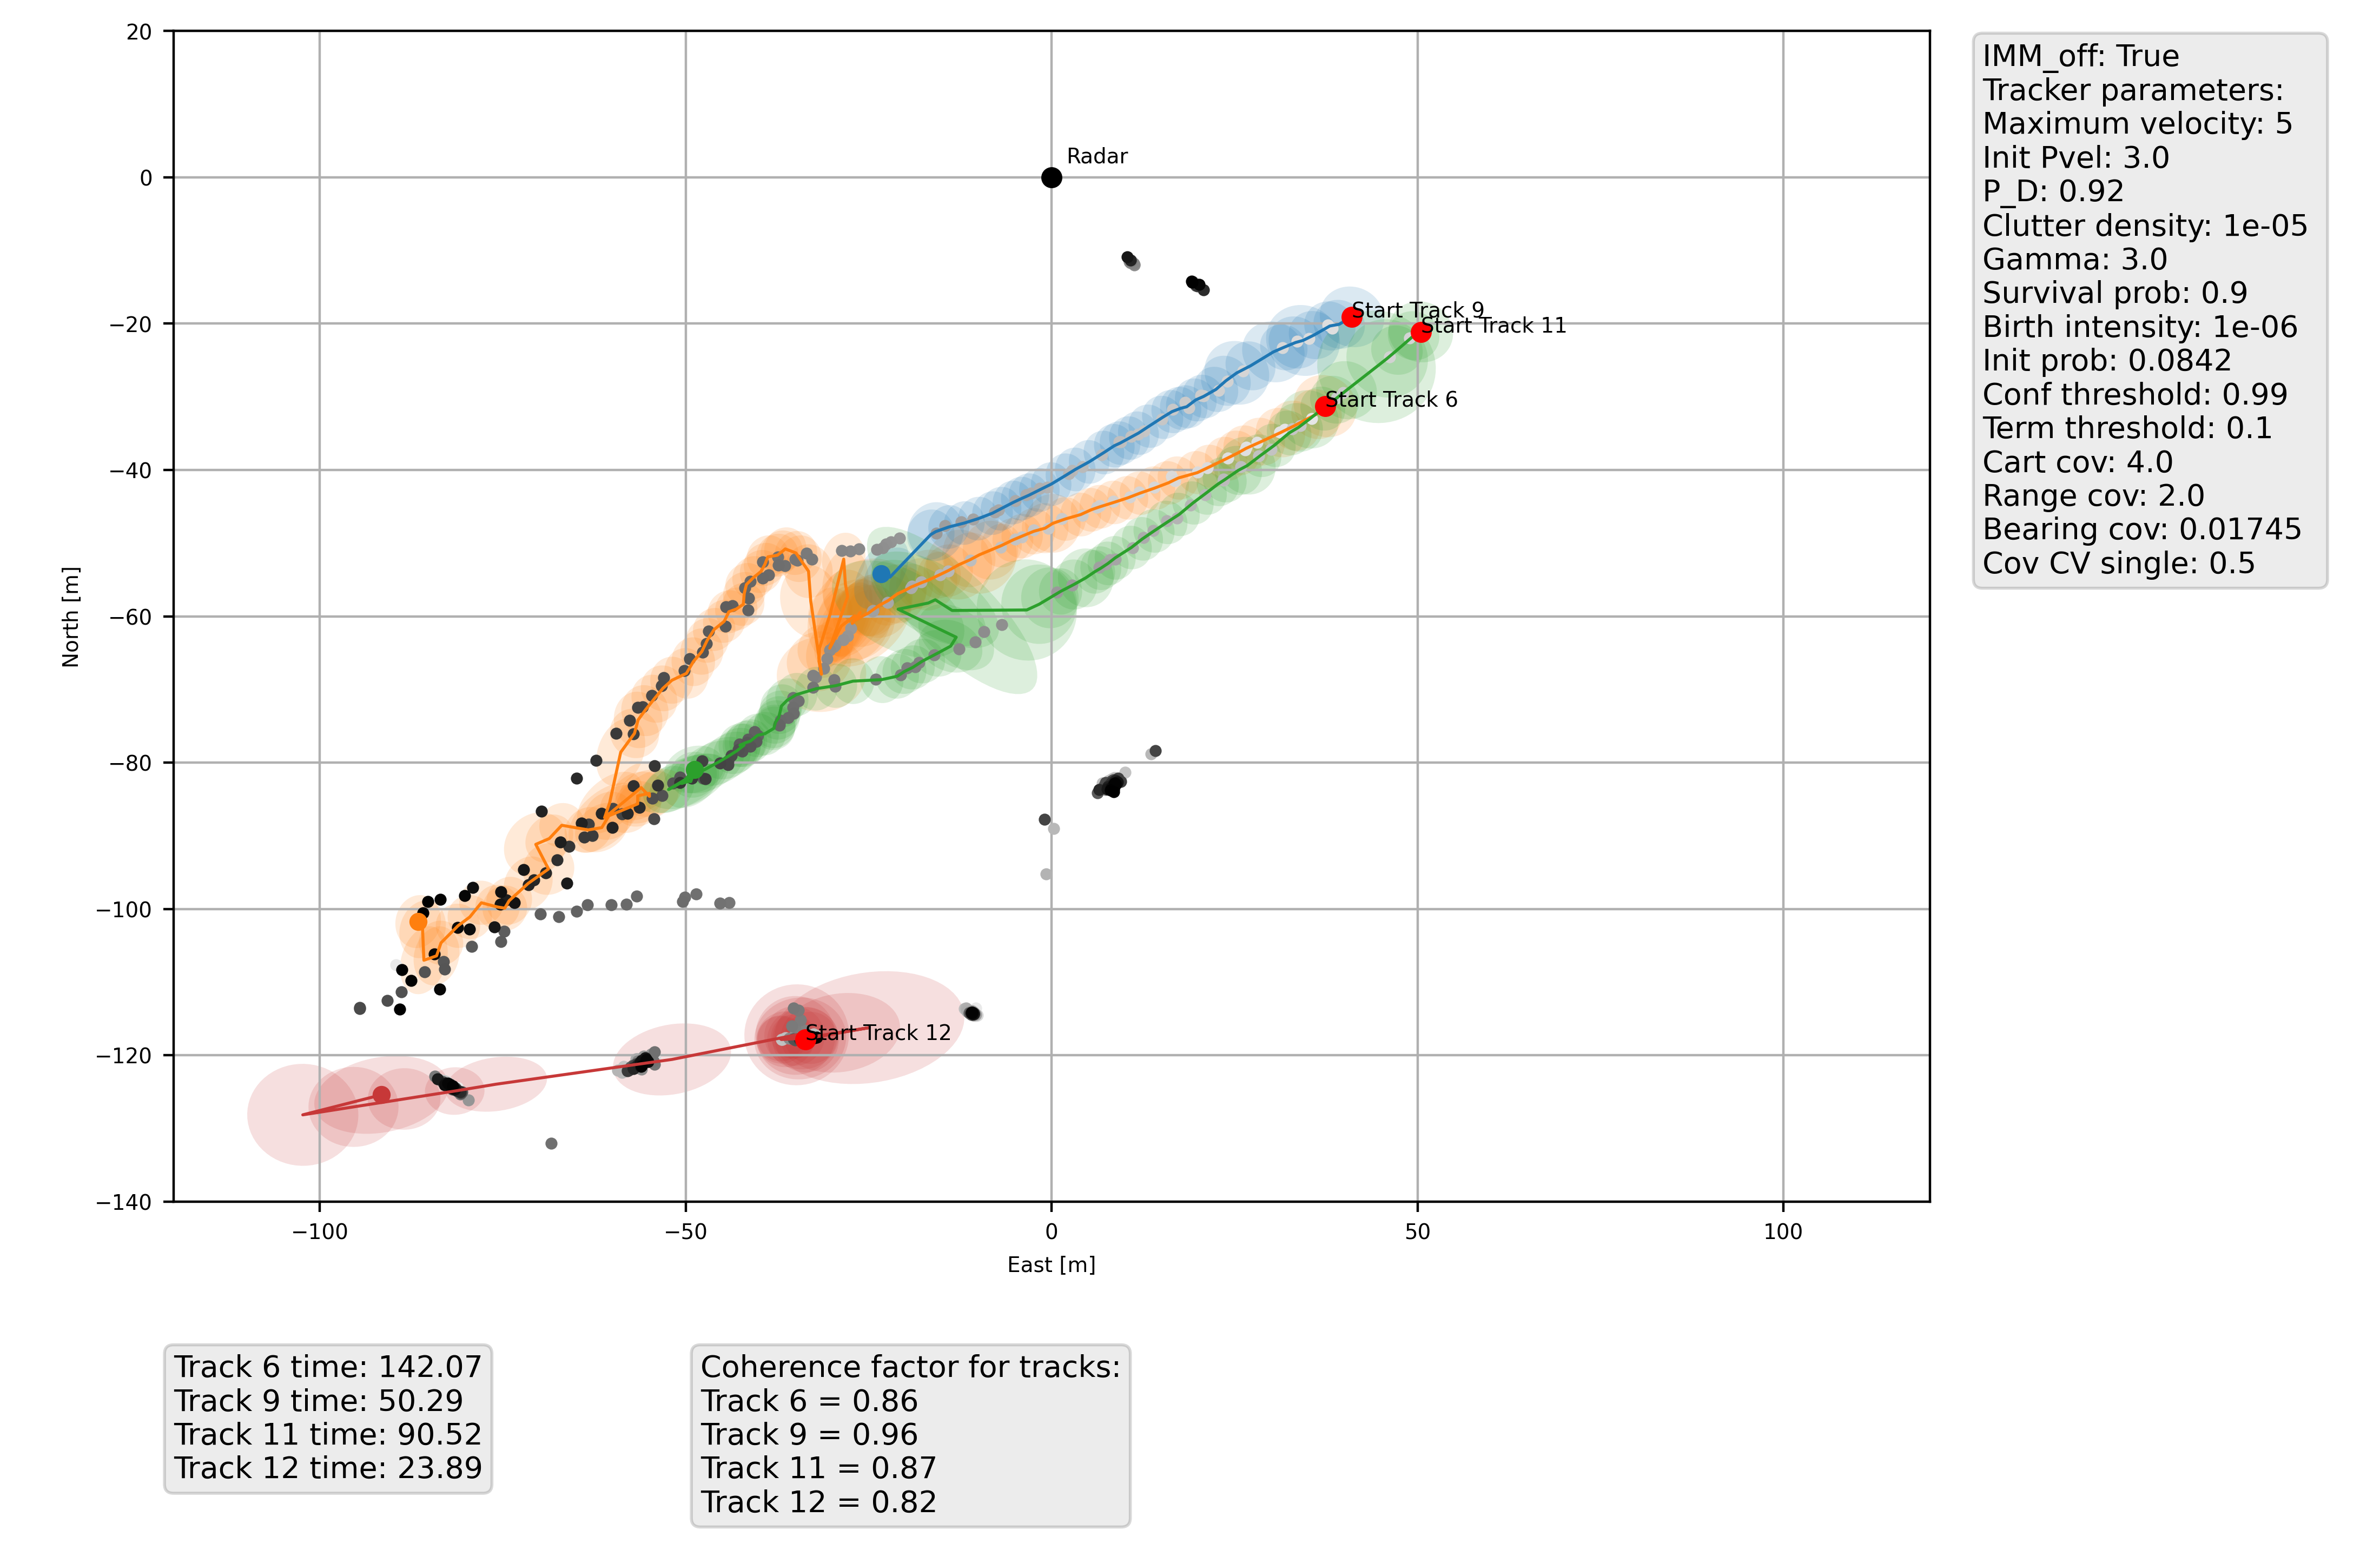 20
0
−20
−40
−60
−80
−100
−120
−140
North [m]
−100
−50
0
50
100
East [m]
Radar
Start Track 9
Start Track 11
Start Track 6
Start Track 12
IMM_off: True
Tracker parameters:
Maximum velocity: 5
Init Pvel: 3.0
P_D: 0.92
Clutter density: 1e-05
Gamma: 3.0
Survival prob: 0.9
Birth intensity: 1e-06
Init prob: 0.0842
Conf threshold: 0.99
Term threshold: 0.1
Cart cov: 4.0
Range cov: 2.0
Bearing cov: 0.01745
Cov CV single: 0.5
Track 6 time: 142.07
Track 9 time: 50.29
Track 11 time: 90.52
Track 12 time: 23.89
Coherence factor for tracks:
Track 6 = 0.86
Track 9 = 0.96
Track 11 = 0.87
Track 12 = 0.82